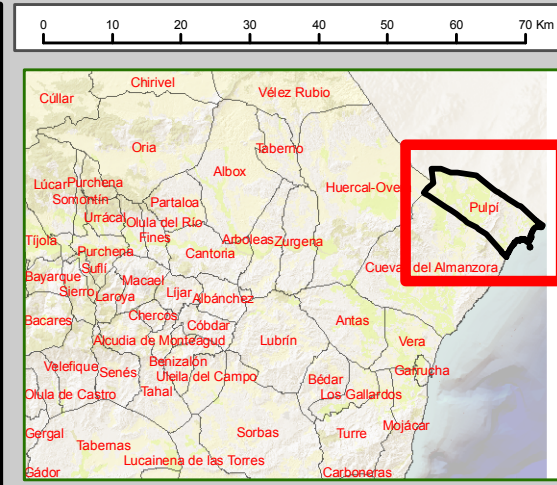 0 10 20 30 40 50 60 70 Km
Chirivel
Cúllar
Vélez Rubio
Oria
Taberno
Albox
Lúcar
Purchena
Somontín
Huercal-Ove
Partaloa
Urrácal
Olula del Río
Pulpí
Tíjola
Fines
Arboleas
Zurgena
Purchena
Cantoria
Suflí
Cuevas del Almanzora
Bayarque
Macael
Sierro
Laroya
Líjar
Albánchez
Bacares
Chercos
Cóbdar
Antas
Alcudia de Monteagud
Lubrín
Vera
Velefique
Senés
Benizalón
Garrucha
Uleila del Campo
Bédar
Olula de Castro
Tahal
Los Gallardos
Gergal
Sorbas
Turre
Mojácar
Tabernas
Lucainena de las Torres
Gádor
Carboneras